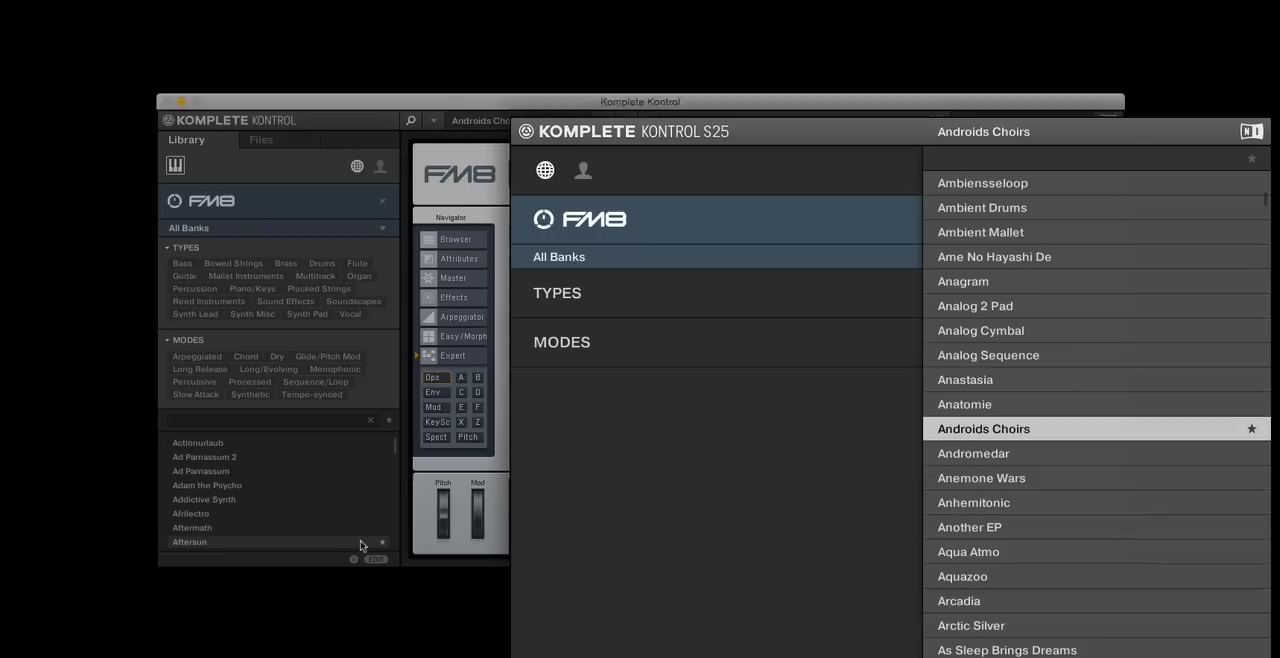 Komplete Kontrol
KOMPLETE KONTROL
Library
Files
FM8
All Banks
TYPES
Bass Bowed Strings Brass Drums Flute
Guitar Mallet Instruments Multitrack Organ
Percussion Piano/Keys Plucked Strings
Reed Instruments Sound Effects Soundscapes
Synth Lead Synth Misc Synth Pad Vocal
MODES
Arpeggiated Chord Dry Glide/Pitch Mod
Long Release Long/Evolving Monophonic
Percussive Processed Sequence/Loop
Slow Attack Synthetic Tempo-synced
Actionurlaub
Ad Parnassum 2
Ad Parnassum
Adam the Psycho
Addictive Synth
Afrilectro
Aftermath
Aftersun
EDIT
Androids Cho
FM8
Navigator
Browser
Attributes
Master
Effects
Arpeggiator
Easy/Morph
Expert
Ops A B
Env C D
Mod E F
KeySc X Z
Spect Pitch
Pitch Mod
KOMPLETE KONTROL S25
FM8
All Banks
TYPES
MODES
Androids Choirs
NI
Ambiensseloop
Ambient Drums
Ambient Mallet
Ame No Hayashi De
Anagram
Analog 2 Pad
Analog Cymbal
Analog Sequence
Anastasia
Anatomie
Androids Choirs
Andromedar
Anemone Wars
Anhemitonic
Another EP
Aqua Atmo
Aquazoo
Arcadia
Arctic Silver
As Sleep Brings Dreams